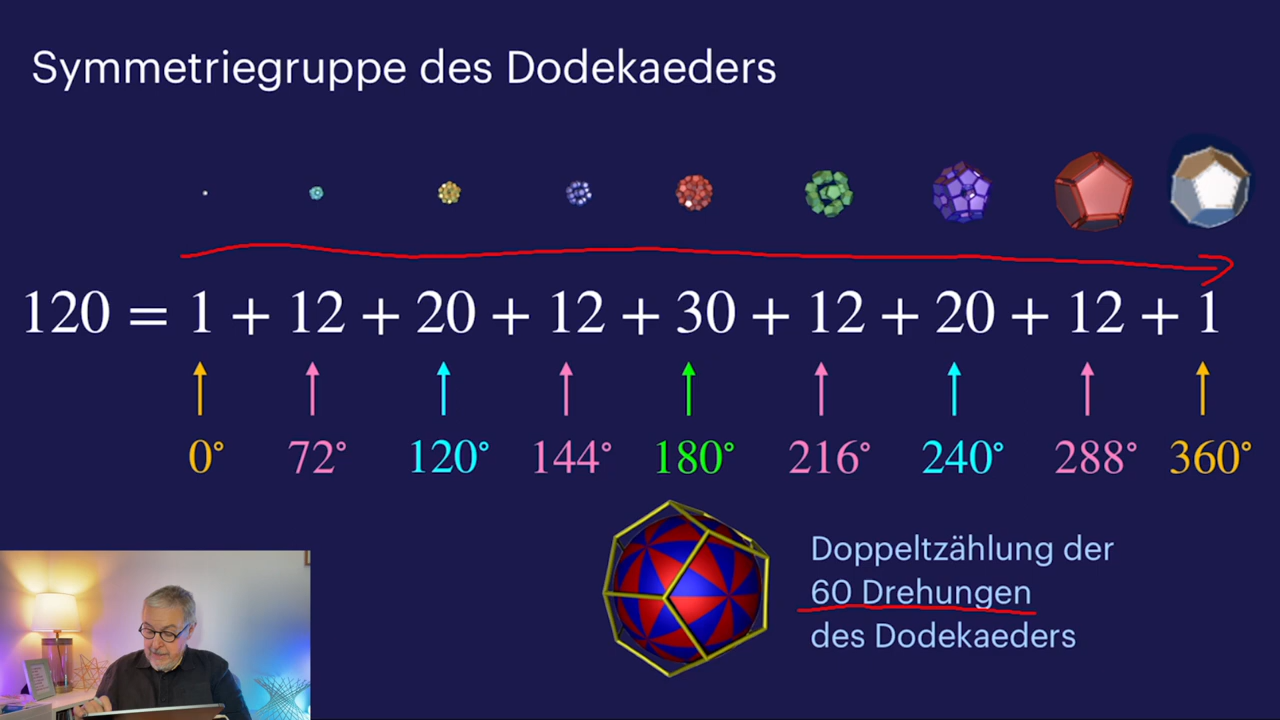 Symmetriegruppe des Dodekaeders
120 = 1 + 12 + 20 + 12 + 30 + 12 + 20 + 12 + 1
0° 72° 120° 144° 180° 216° 240° 288° 360°
Doppeltzählung der
60 Drehungen
des Dodekaeders